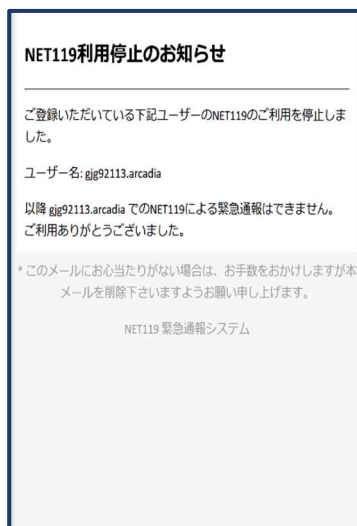 NET119利用停止のお知らせ
ご登録いただいている下記ユーザーのNET119のご利用を停止しま
した。
ユーザー名: gjg92113.arcadia
以降 gjg92113.arcadia でのNET119による緊急通報はできません。
ご利用ありがとうございました。
* このメールにお心当たりがない場合は、お手数をおかけしますが本
メールを削除下さいますようお願い申し上げます。
NET119 緊急通報システム